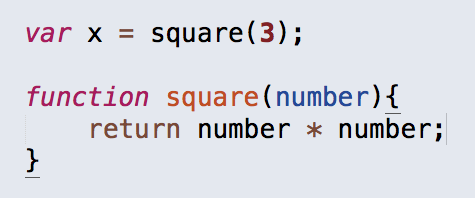 var x = square(3);
function square(number){
    return number * number;
}